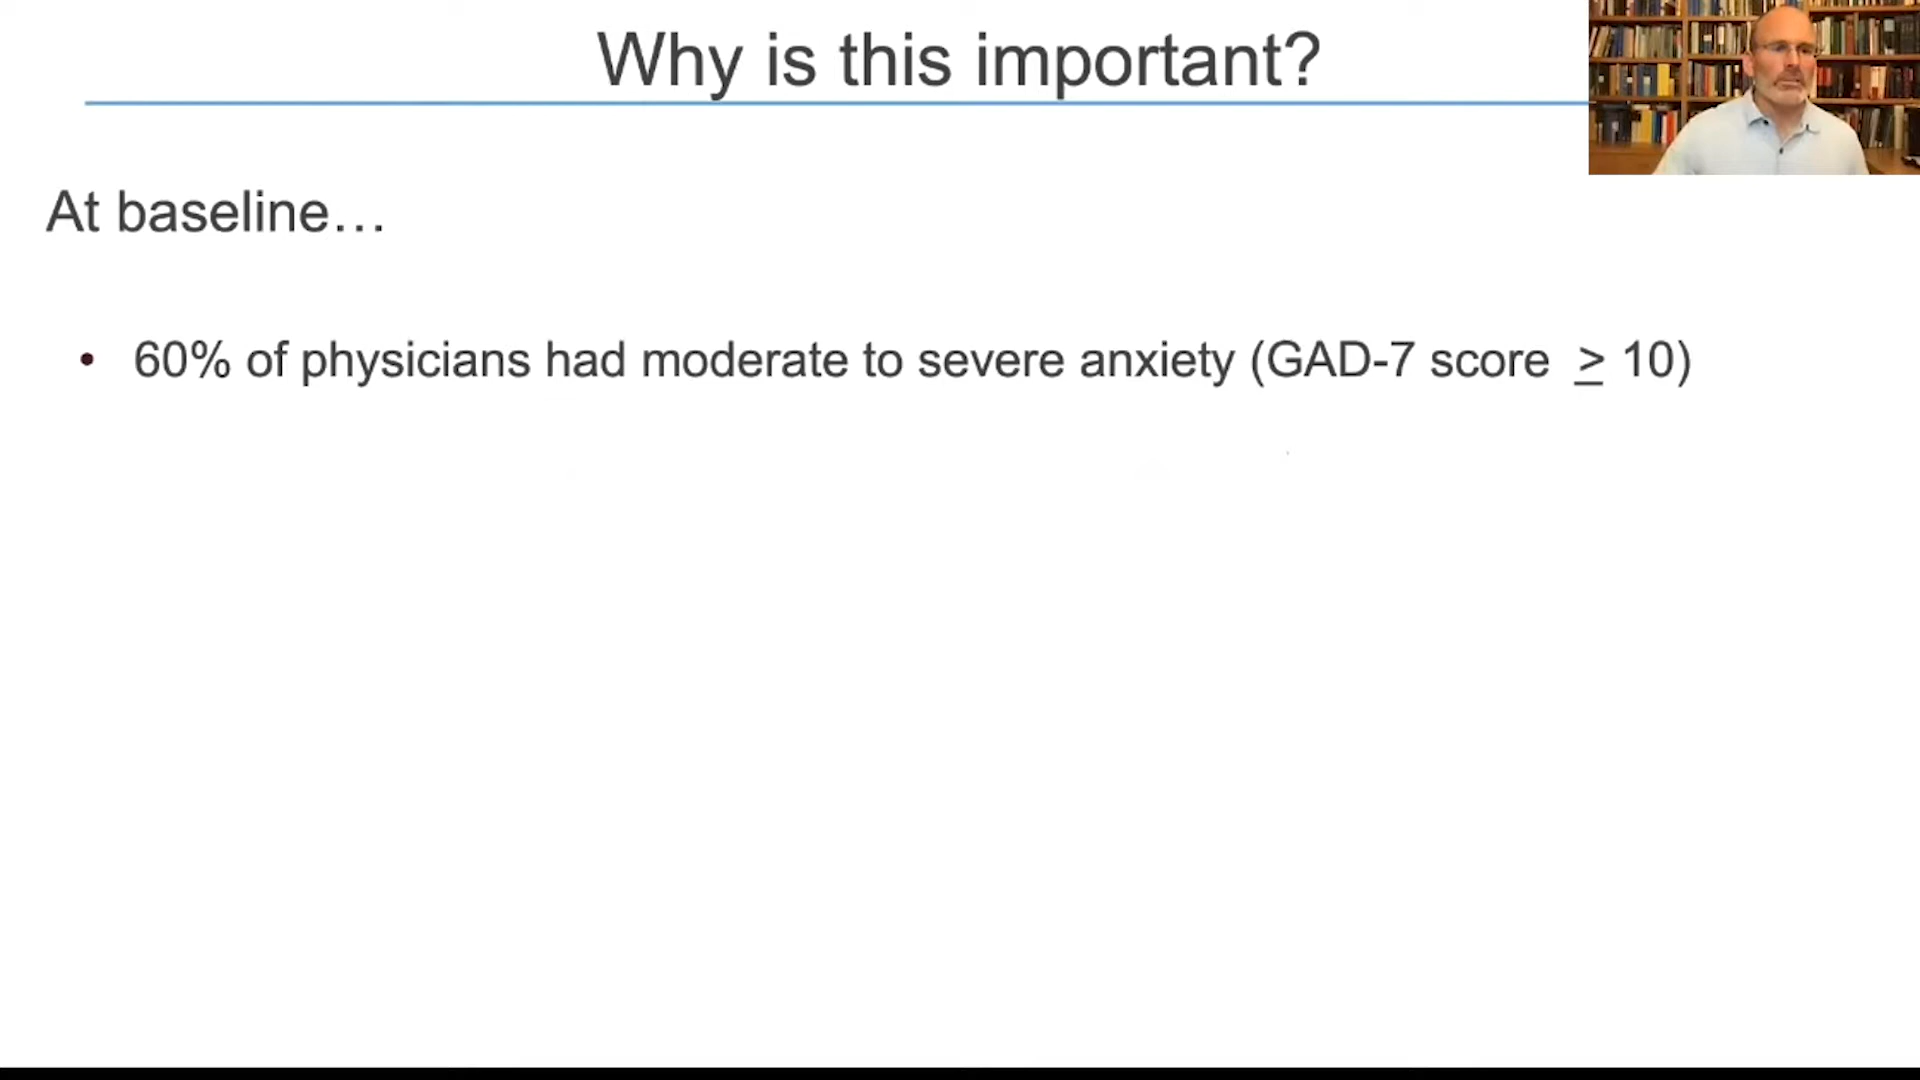 Why is this important?
At baseline…
• 60% of physicians had moderate to severe anxiety (GAD-7 score ≥ 10)